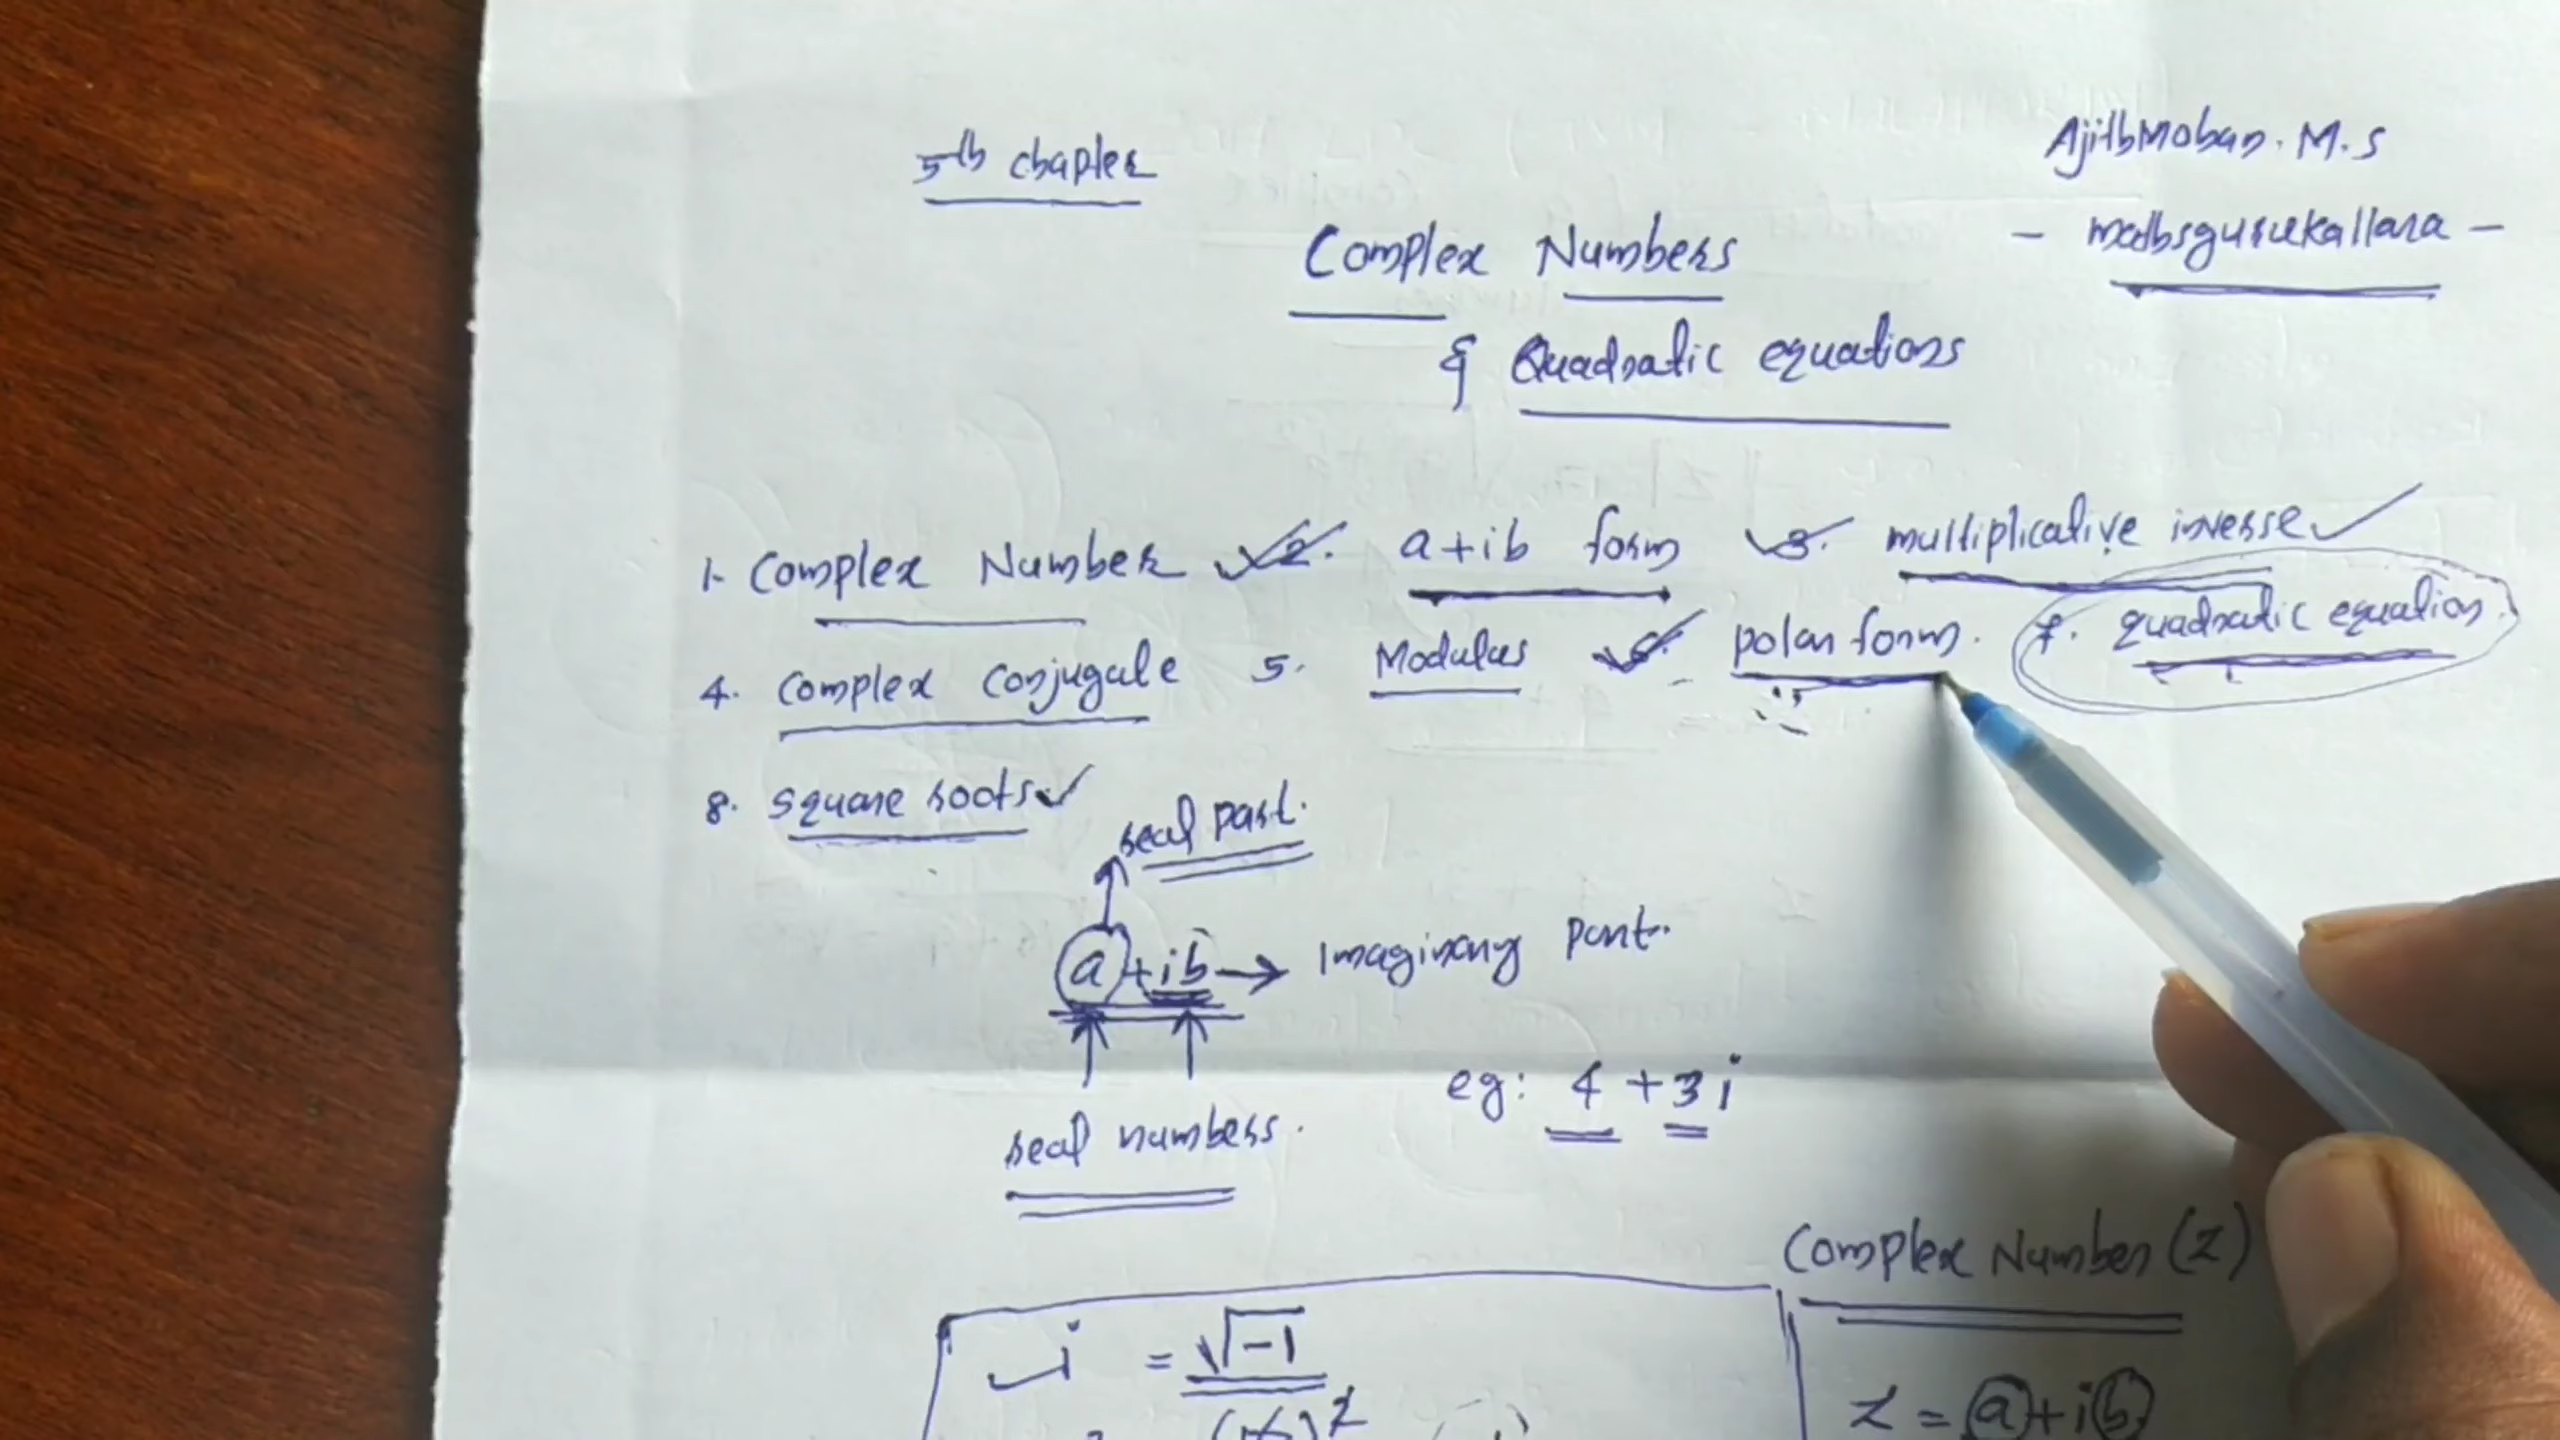 5th chapter
AjithMohan. M.S
- mathsgurukallara -
Complex Numbers
& Quadratic equations
1. Complex Number ✓ 2. a+ib form ✓ 3. multiplicative inverse ✓
4. Complex Conjugate 5. Modulus ✓ 6. polar form. 7. quadratic equation.
8. square roots ✓
real part.
a+ib → Imaginary part.
eg: 4 + 3i
real numbers.
Complex Number (z)
✓ i = √-1
z = a+ib